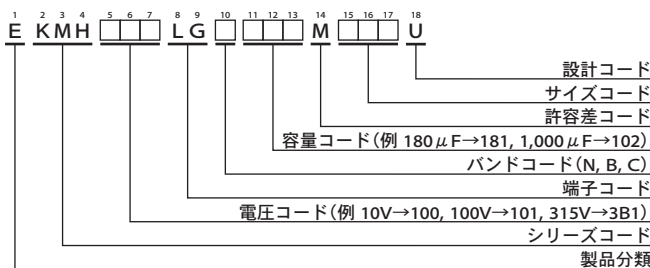 1 2 3 4 5 6 7 8 9 10 11 12 13 14 15 16 17 18
E KMH □□□ LG □ □□□ M □□□ U
設計コード
サイズコード
許容差コード
容量コード(例 180μF→181, 1,000μF→102)
バンドコード(N, B, C)
端子コード
電圧コード(例 10V→100, 100V→101, 315V→3B1)
シリーズコード
製品分類